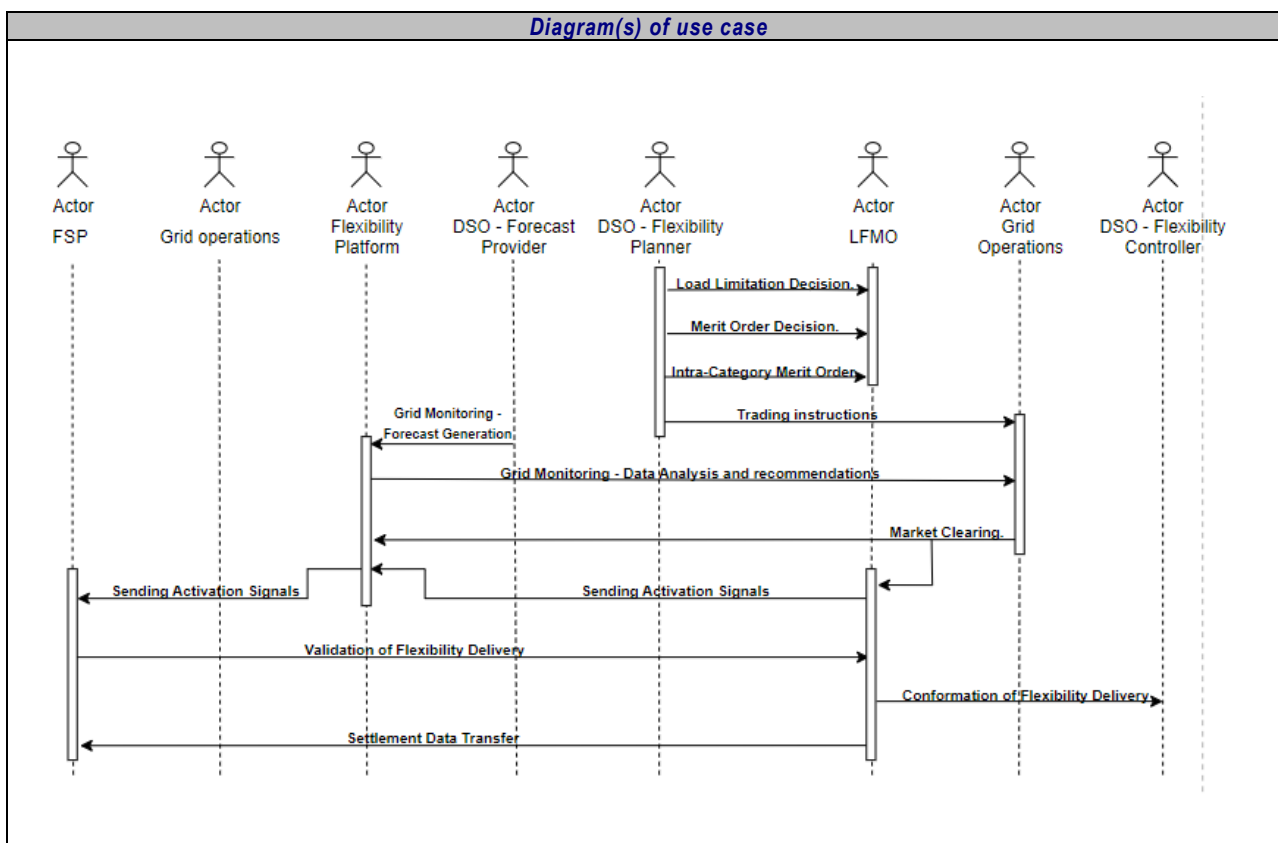 Diagram(s) of use case
Actor
FSP
Actor
Grid operations
Actor
Flexibility
Platform
Actor
DSO - Forecast
Provider
Actor
DSO - Flexibility
Planner
Actor
LFMO
Actor
Grid
Operations
Actor
DSO - Flexibility
Controller
Load Limitation Decision.
Merit Order Decision.
Intra-Category Merit Order
Trading instructions
Grid Monitoring -
Forecast Generation
Grid Monitoring - Data Analysis and recommendations
Market Clearing.
Sending Activation Signals
Sending Activation Signals
Validation of Flexibility Delivery
Conformation of Flexibility Delivery
Settlement Data Transfer